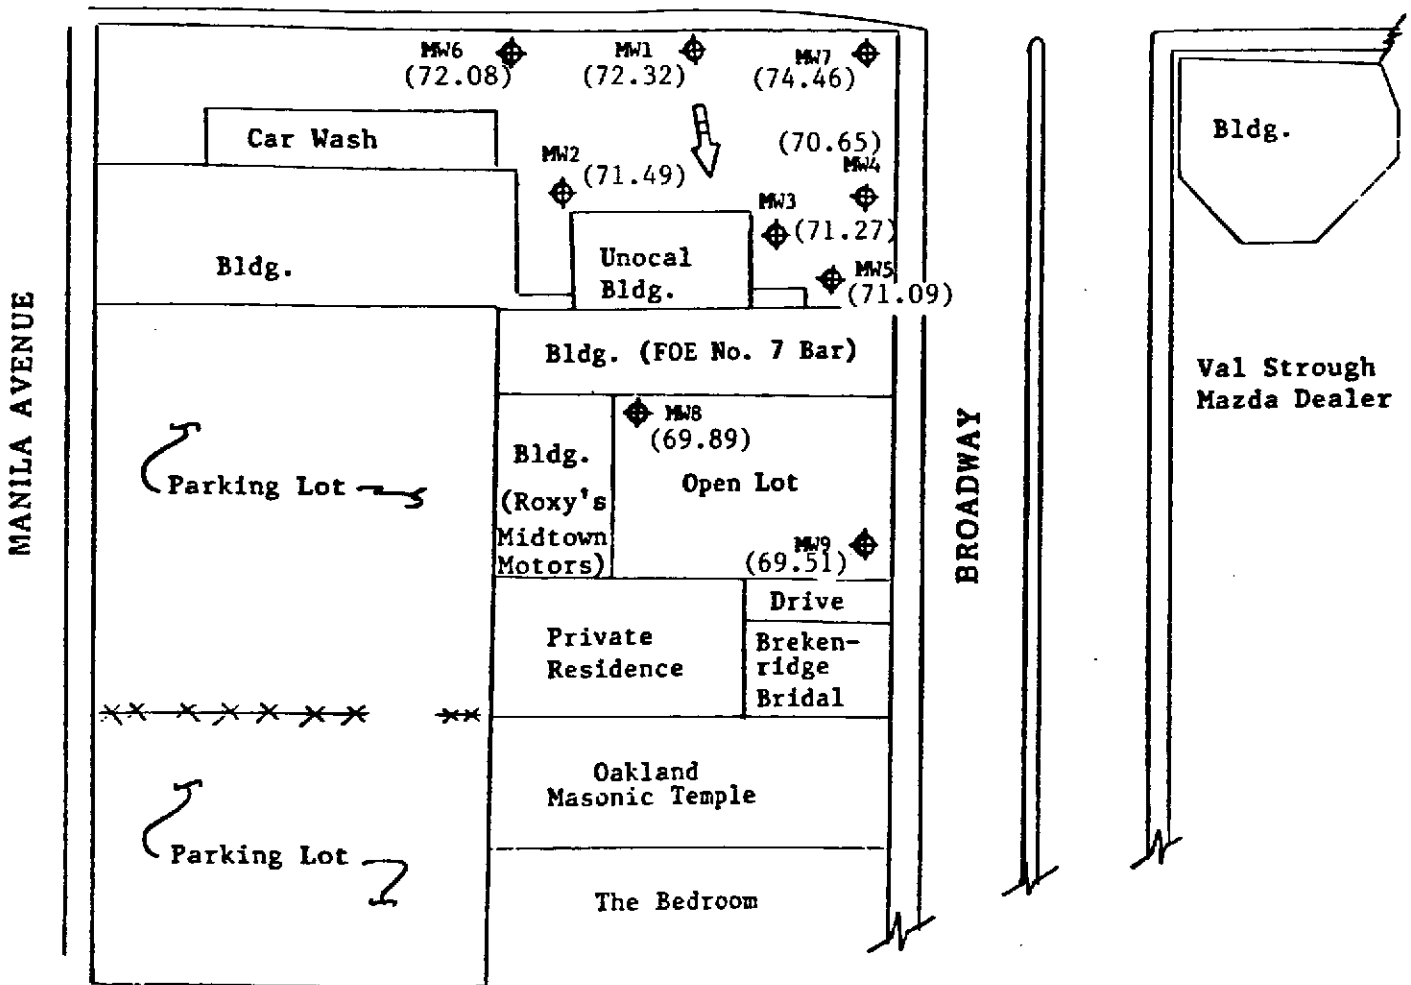 MW6
(72.08)
MW1
(72.32)
MW7
(74.46)
Car Wash
MW2
(71.49)
(70.65)
MW4
MW3
(71.27)
Bldg.
Unocal
Bldg.
MW5
(71.09)
Bldg.
Val Strough
Mazda Dealer
MANILA AVENUE
BROADWAY
Bldg. (FOE No. 7 Bar)
MW8
(69.89)
Bldg.
(Roxy's
Midtown
Motors)
Open Lot
MW9
(69.51)
Parking Lot
Drive
Private
Residence
Breken-
ridge
Bridal
Oakland
Masonic Temple
Parking Lot
The Bedroom